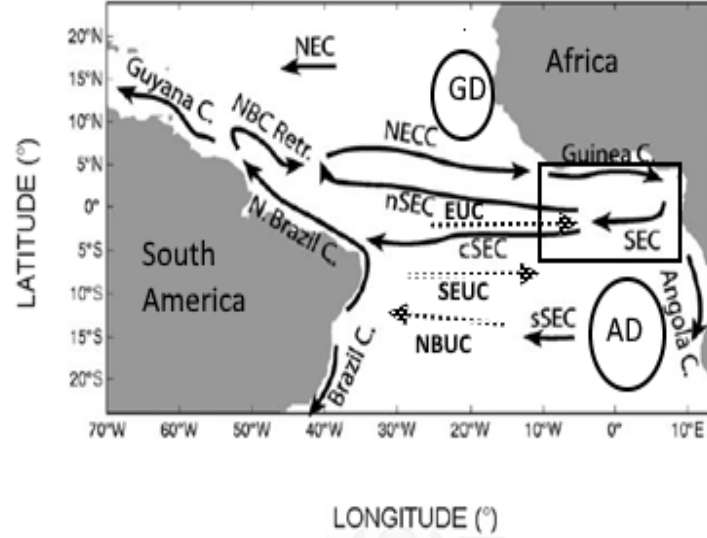 20°N
15°N
10°N
5°N
0°
5°S
10°S
15°S
20°S
LATITUDE (°)
NEC
Africa
GD
Guyana C.
NBC Retr.
NECC
Guinea C.
nSEC
EUC
N. Brazil C.
cSEC
SEC
South
America
SEUC
Angola C.
sSEC
AD
NBUC
Brazil C.
70°W 60°W 50°W 40°W 30°W 20°W 10°W 0° 10°E
LONGITUDE (°)